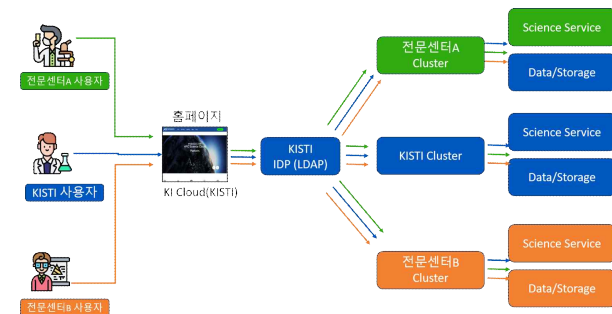 전문센터A 사용자
KISTI 사용자
전문센터B 사용자
홈페이지
KI Cloud(KISTI)
KISTI
IDP (LDAP)
전문센터A
Cluster
KISTI Cluster
전문센터B
Cluster
Science Service
Data/Storage
Science Service
Data/Storage
Science Service
Data/Storage